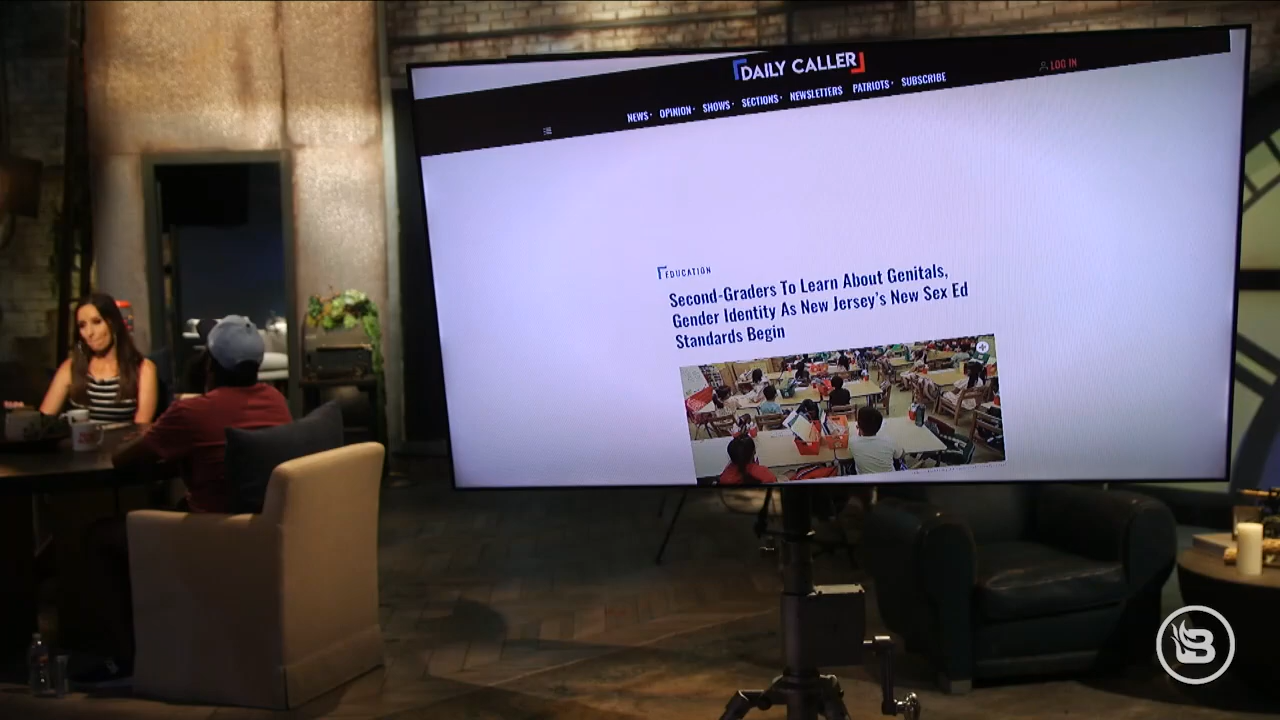 DAILY CALLER
LOG IN
NEWS OPINION SHOWS SECTIONS NEWSLETTERS PATRIOTS SUBSCRIBE
EDUCATION
Second-Graders To Learn About Genitals,
Gender Identity As New Jersey's New Sex Ed
Standards Begin
B